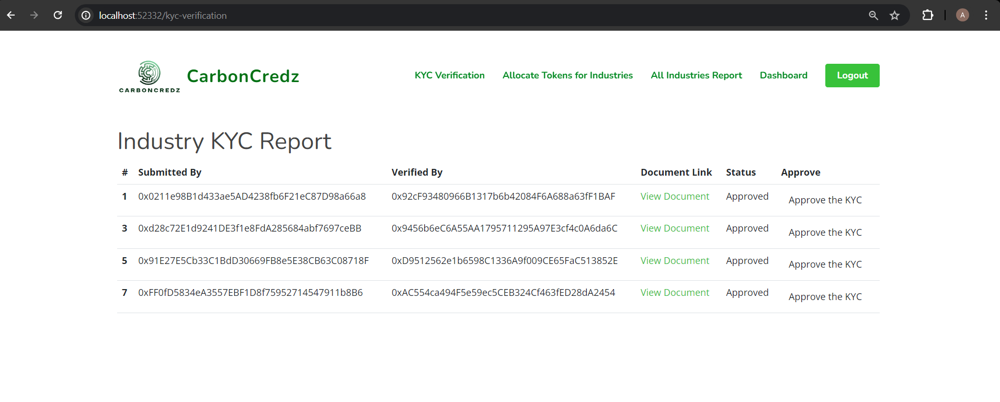 localhost:52332/kyc-verification
A
CARBONCREDZ
CarbonCredz
KYC Verification Allocate Tokens for Industries All Industries Report Dashboard Logout
Industry KYC Report
# Submitted By Verified By Document Link Status Approve
1 0x0211e98B1d433ae5AD4238fb6F21eC87D98a66a8 0x92cF93480966B1317b6b42084F6A688a63fF1BAF View Document Approved Approve the KYC
3 0xd28c72E1d9241DE3f1e8FdA285684abf7697ceBB 0x9456b6eC6A55AA1795711295A97E3cf4c0A6da6C View Document Approved Approve the KYC
5 0x91E27E5Cb33C1BdD30669FB8e5E38CB63C08718F 0xD9512562e1b6598C1336A9f009CE65FaC513852E View Document Approved Approve the KYC
7 0xFF0fD5834eA3557EBF1D8f75952714547911b8B6 0xAC554ca494F5e59ec5CEB324Cf463fED28dA2454 View Document Approved Approve the KYC